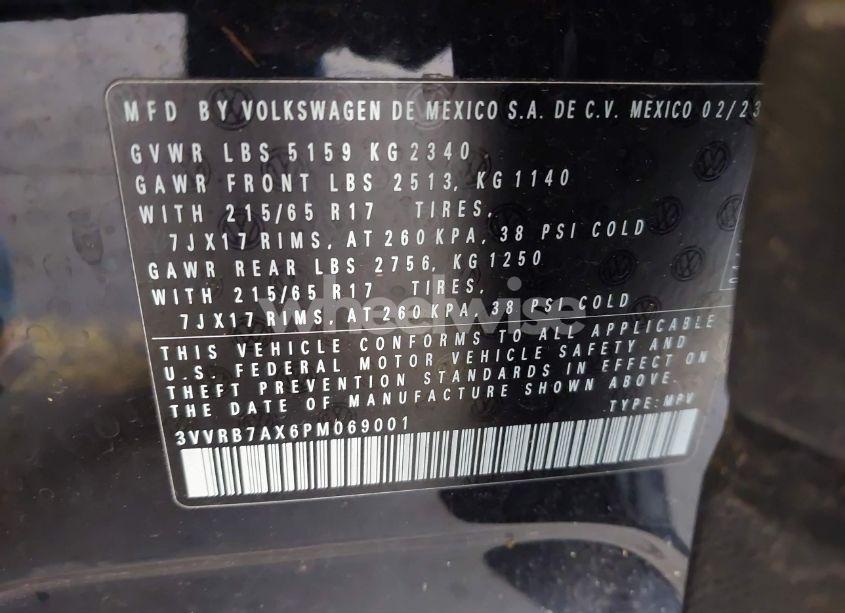 MFD BY VOLKSWAGEN DE MEXICO S.A. DE C.V. MEXICO 02/23
GVWR LBS 5159 KG 2340
GAWR FRONT LBS 2513, KG 1140
WITH 215/65 R17 TIRES,
7JX17 RIMS, AT 260 KPA, 38 PSI COLD
GAWR REAR LBS 2756, KG 1250
WITH 215/65 R17 TIRES,
7JX17 RIMS, AT 260 KPA, 38 PSI COLD
wheelwise
THIS VEHICLE CONFORMS TO ALL APPLICABLE
U.S. FEDERAL MOTOR VEHICLE SAFETY AND
THEFT PREVENTION STANDARDS IN EFFECT ON
THE DATE OF MANUFACTURE SHOWN ABOVE.
3VVRB7AX6PM069001 TYPE: MPV